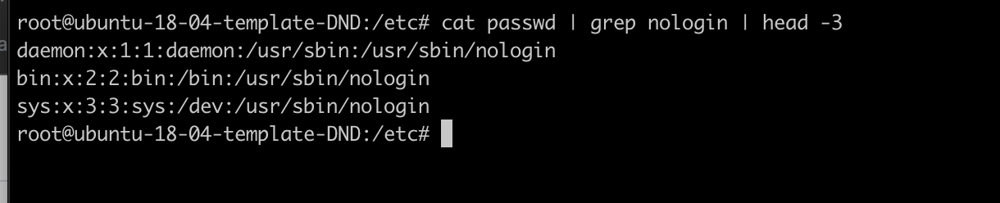 root@ubuntu-18-04-template-DND:/etc# cat passwd | grep nologin | head -3
daemon:x:1:1:daemon:/usr/sbin:/usr/sbin/nologin
bin:x:2:2:bin:/bin:/usr/sbin/nologin
sys:x:3:3:sys:/dev:/usr/sbin/nologin
root@ubuntu-18-04-template-DND:/etc#